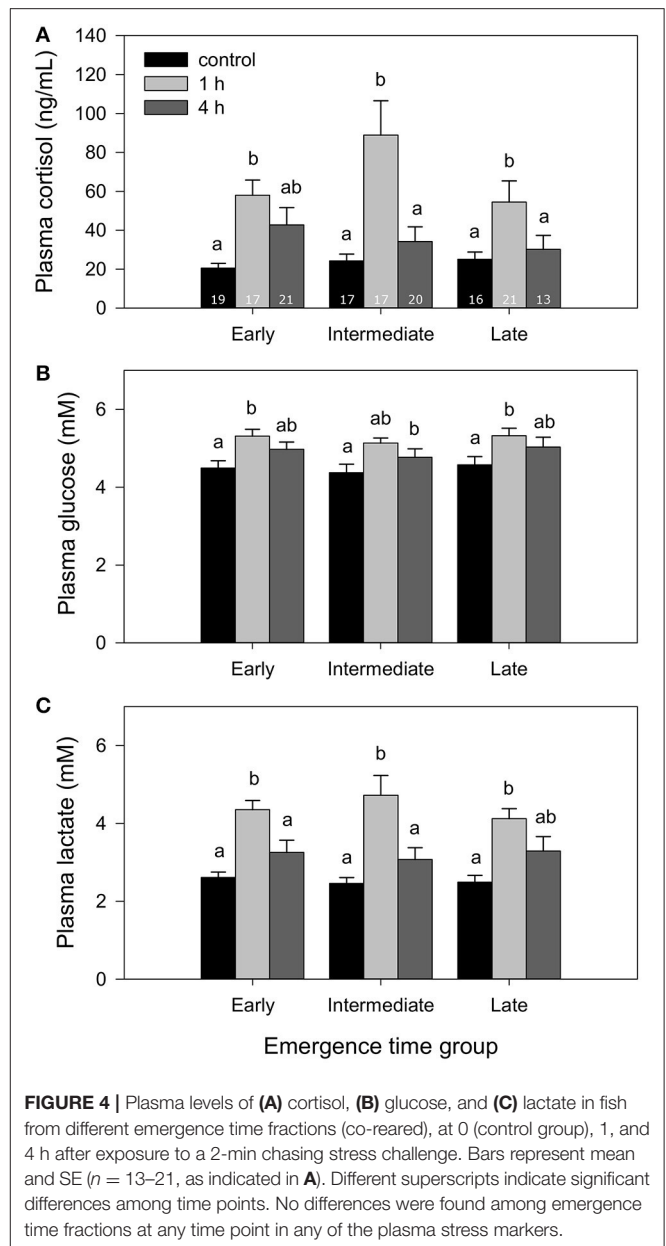 A
140
120
100
80
60
40
20
0
Plasma cortisol (ng/mL)
control
1 h
4 h
a b ab
a b a
a b a
19 17 21 17 17 20 16 21 13
Early Intermediate Late
B
6
4
2
0
Plasma glucose (mM)
a b ab a ab b a b ab
Early Intermediate Late
C
6
4
2
0
Plasma lactate (mM)
a b a a b a a b ab
Early Intermediate Late
Emergence time group
FIGURE 4 | Plasma levels of (A) cortisol, (B) glucose, and (C) lactate in fish
from different emergence time fractions (co-reared), at 0 (control group), 1, and
4 h after exposure to a 2-min chasing stress challenge. Bars represent mean
and SE (n = 13–21, as indicated in A). Different superscripts indicate significant
differences among time points. No differences were found among emergence
time fractions at any time point in any of the plasma stress markers.